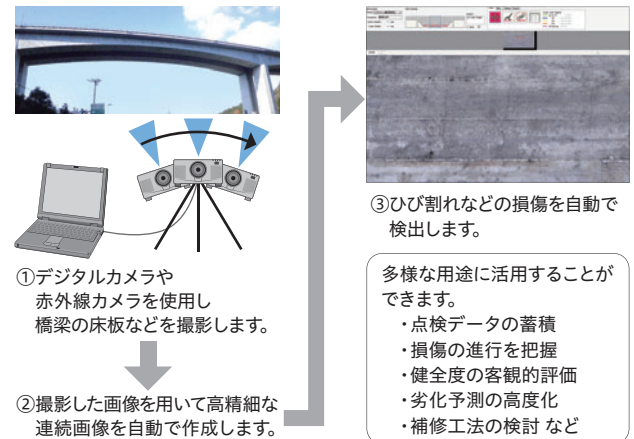 ①デジタルカメラや
赤外線カメラを使用し
橋梁の床板などを撮影します。
②撮影した画像を用いて高精細な
連続画像を自動で作成します。
③ひび割れなどの損傷を自動で
検出します。
多様な用途に活用することが
できます。
・点検データの蓄積
・損傷の進行を把握
・健全度の客観的評価
・劣化予測の高度化
・補修工法の検討 など